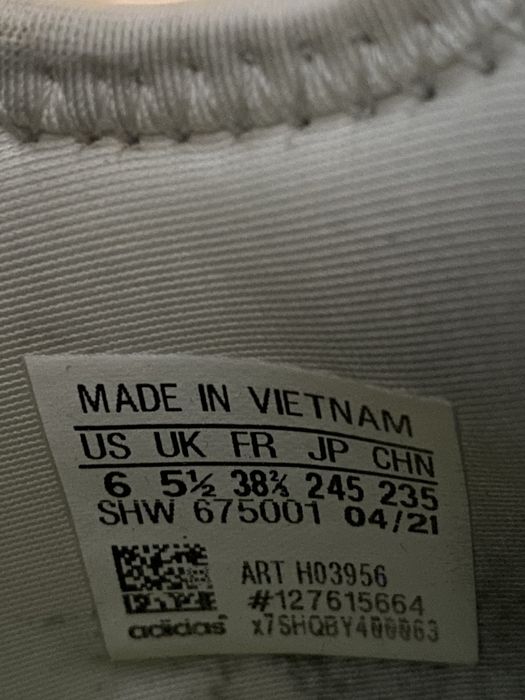 MADE IN VIETNAM
US UK FR JP CHN
6 5½ 38⅔ 245 235
SHW 675001 04/21
ART H03956
#127615664
adidas